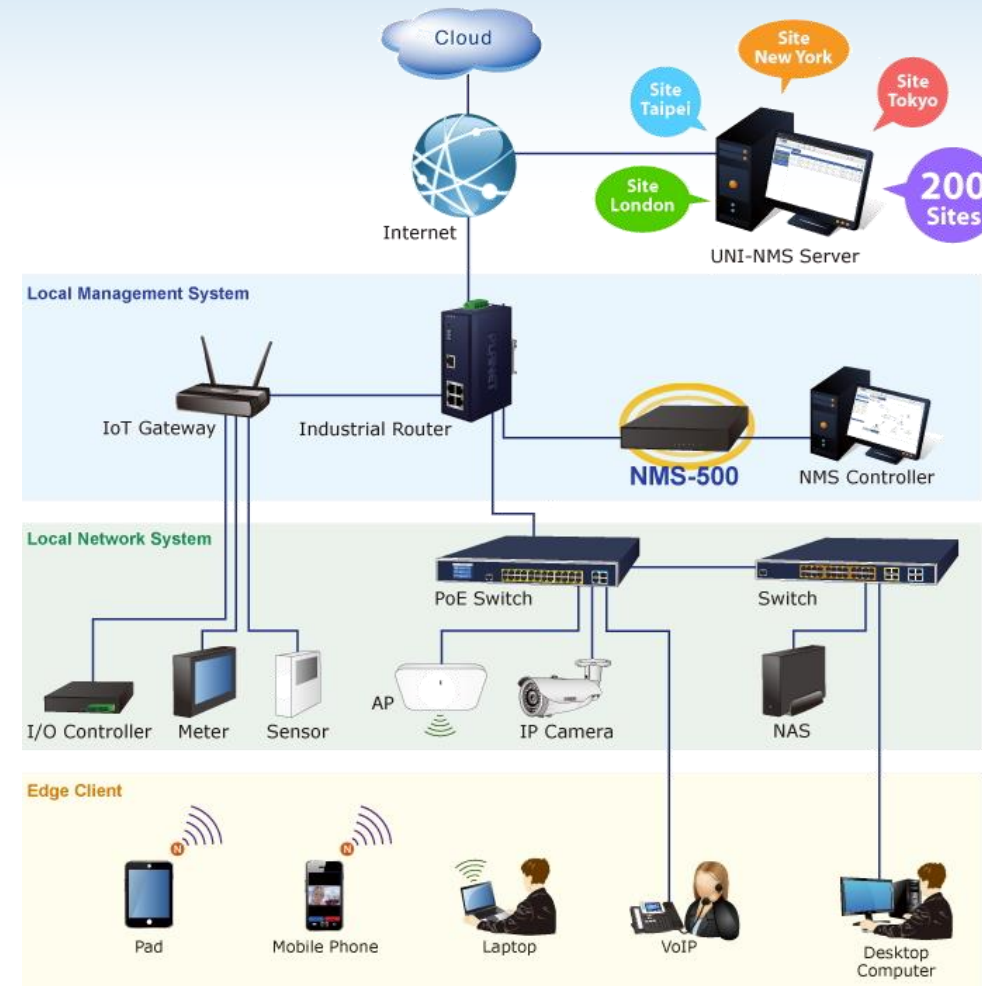 Cloud
Site
New York
Site
Taipei
Site
Tokyo
Site
London
200
Sites
Internet
UNI-NMS Server
Local Management System
PLANET
IoT Gateway
Industrial Router
NMS-500
NMS Controller
Local Network System
PoE Switch
Switch
AP
I/O Controller
Meter
Sensor
IP Camera
NAS
Edge Client
N
N
Pad
Mobile Phone
Laptop
VoIP
Desktop
Computer